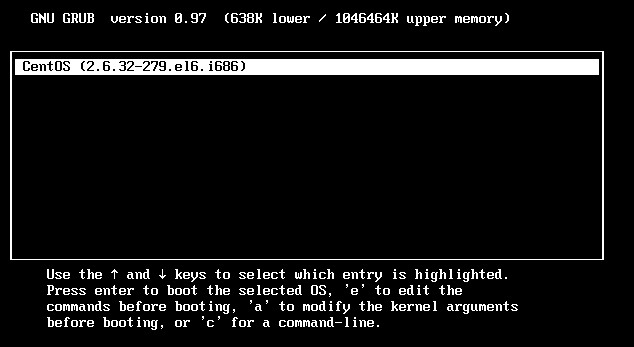 GNU GRUB  version 0.97  (638K lower / 1046464K upper memory)
CentOS (2.6.32-279.el6.i686)
Use the ↑ and ↓ keys to select which entry is highlighted.
Press enter to boot the selected OS, 'e' to edit the
commands before booting, 'a' to modify the kernel arguments
before booting, or 'c' for a command-line.